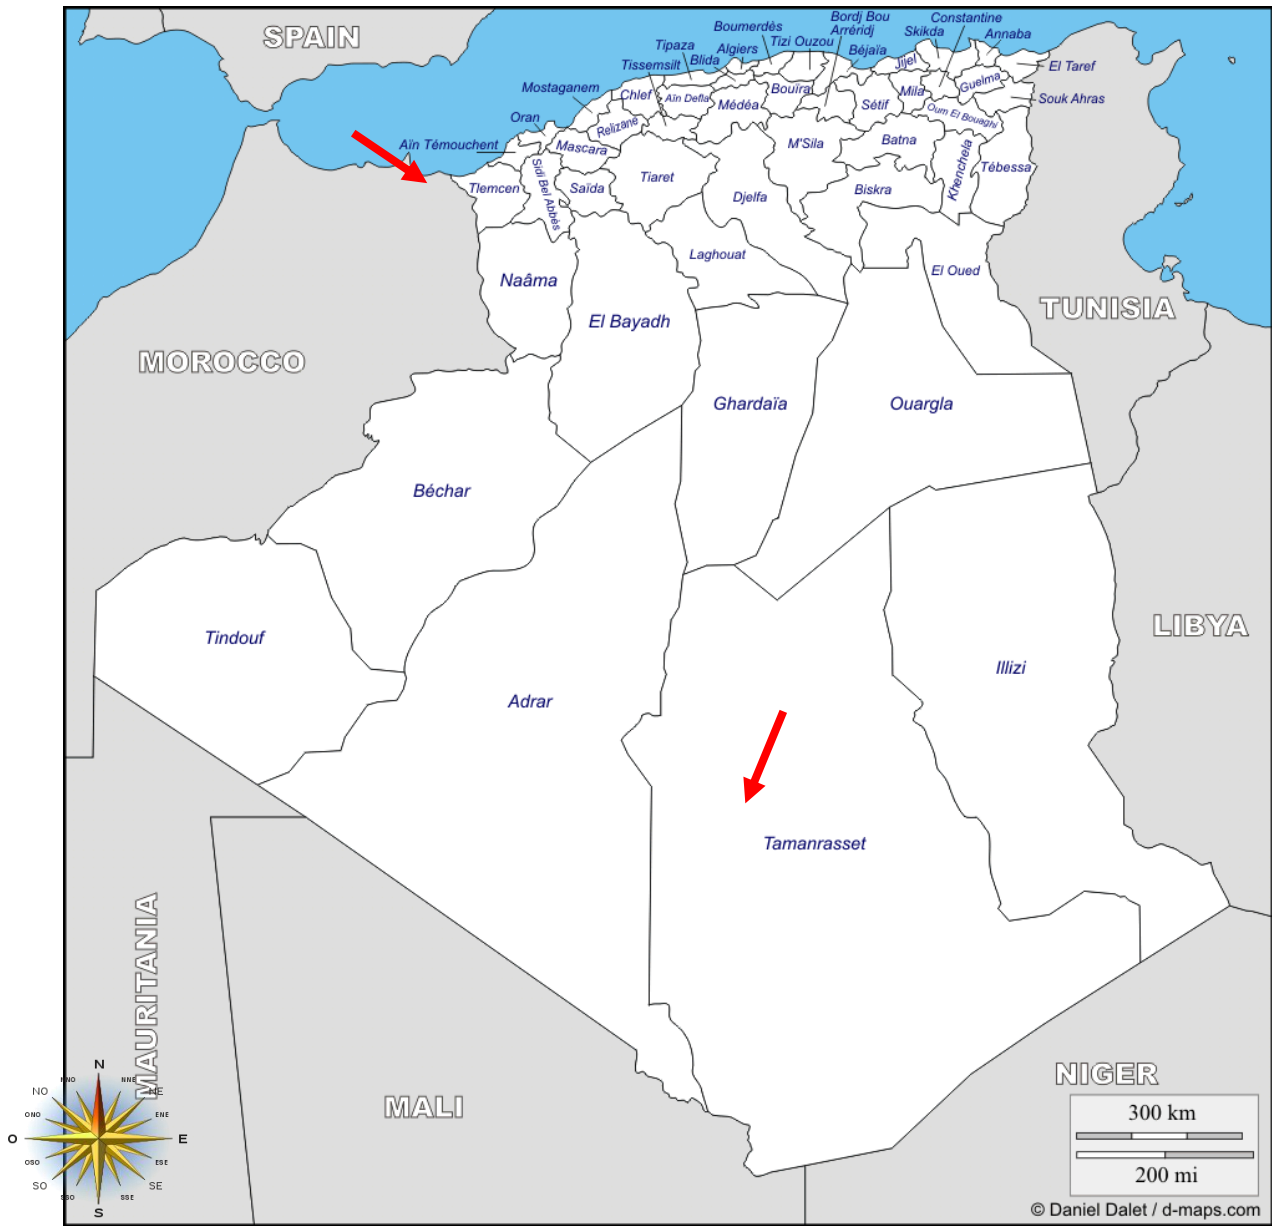 SPAIN
Bordj Bou
Arréridj
Constantine
Skikda
Annaba
Boumerdès
Tizi Ouzou
Béjaïa
Tipaza
Algiers
Blida
Tissemsilt
Jijel
El Taref
Mostaganem
Chlef
Aïn Defla
Médéa
Bouïra
Sétif
Mila
Guelma
Souk Ahras
Oran
Relizane
Oum El Bouaghi
Aïn Témouchent
Mascara
M'Sila
Batna
Khenchela
Tébessa
Tlemcen
Sidi Bel Abbès
Saïda
Tiaret
Djelfa
Biskra
Laghouat
El Oued
Naâma
El Bayadh
TUNISIA
MOROCCO
Ghardaïa
Ouargla
Béchar
Tindouf
LIBYA
Illizi
Adrar
Tamanrasset
MAURITANIA
MALI
NIGER
N
NNO
NNE
NO
NE
ONO
ENE
O
E
OSO
ESE
SO
SE
SSO
SSE
S
300 km
200 mi
© Daniel Dalet / d-maps.com